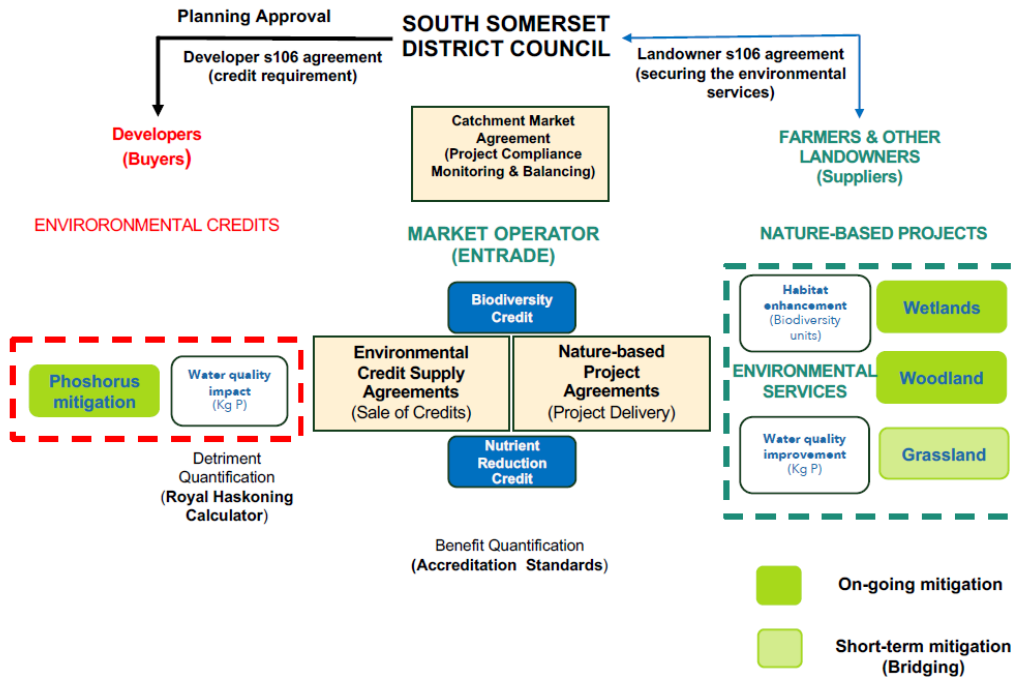 Planning Approval
SOUTH SOMERSET
DISTRICT COUNCIL
Developer s106 agreement
(credit requirement)
Landowner s106 agreement
(securing the environmental
services)
Developers
(Buyers)
Catchment Market
Agreement
(Project Compliance
Monitoring & Balancing)
FARMERS & OTHER
LANDOWNERS
(Suppliers)
ENVIRORONMENTAL CREDITS
MARKET OPERATOR
(ENTRADE)
NATURE-BASED PROJECTS
Biodiversity
Credit
Habitat
enhancement
(Biodiversity
units)
Wetlands
Phoshorus
mitigation
Water quality
impact
(Kg P)
Environmental
Credit Supply
Agreements
(Sale of Credits)
Nature-based
Project
Agreements
(Project Delivery)
ENVIRONMENTAL
SERVICES
Woodland
Nutrient
Reduction
Credit
Water quality
improvement
(Kg P)
Grassland
Detriment
Quantification
(Royal Haskoning
Calculator)
Benefit Quantification
(Accreditation Standards)
On-going mitigation
Short-term mitigation
(Bridging)